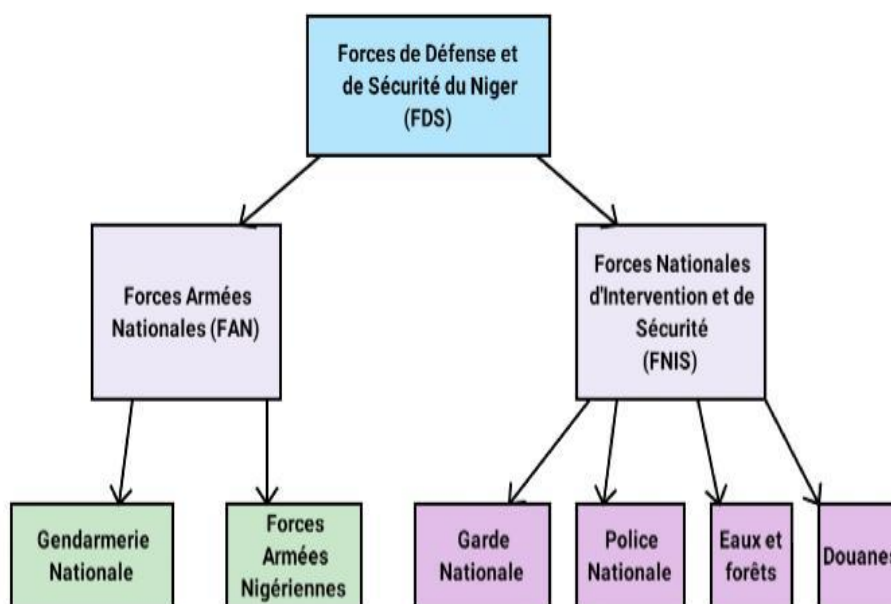 Forces de Défense et
de Sécurité du Niger
(FDS)
Forces Armées
Nationales (FAN)
Forces Nationales
d'Intervention et de
Sécurité
(FNIS)
Gendarmerie
Nationale
Forces
Armées
Nigériennes
Garde
Nationale
Police
Nationale
Eaux et
forêts
Douanes